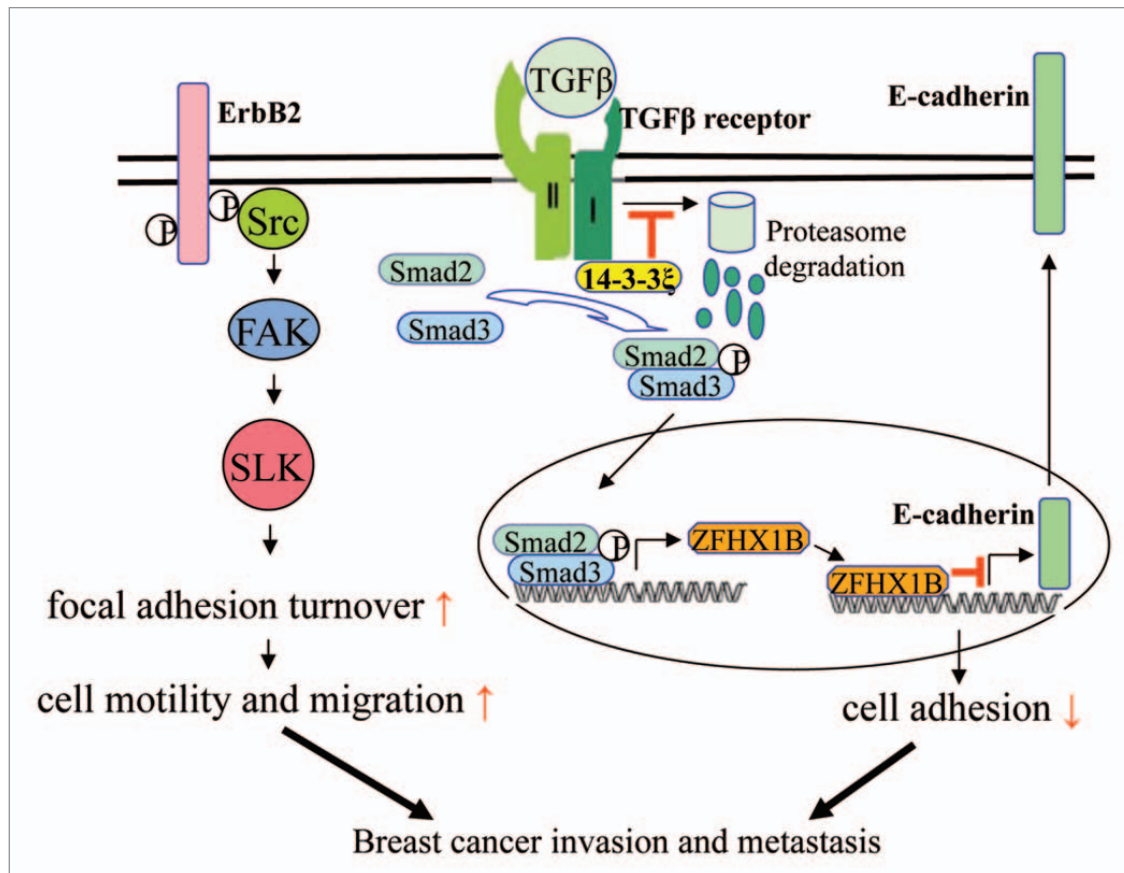 TGFβ
E-cadherin
ErbB2
TGFβ receptor
P
P
Src
II
I
Proteasome
degradation
14-3-3ξ
Smad2
Smad3
FAK
Smad2
P
Smad3
SLK
E-cadherin
Smad2
P
Smad3
ZFHX1B
ZFHX1B
focal adhesion turnover ↑
cell motility and migration ↑
cell adhesion ↓
Breast cancer invasion and metastasis